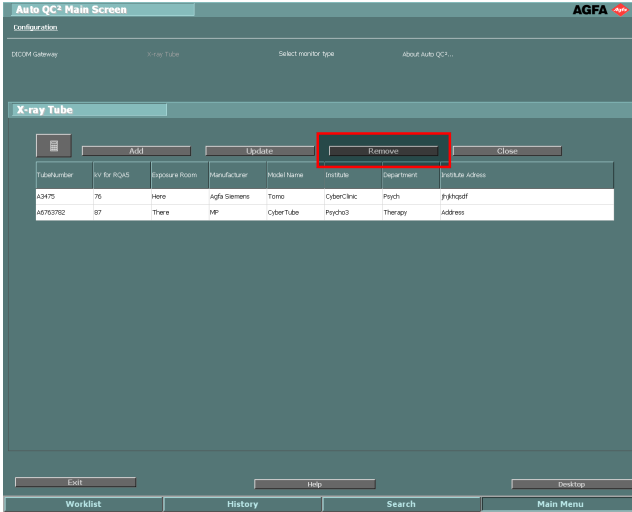 Auto QC² Main Screen
AGFA Agfa
Configuration
DICOM Gateway X-ray Tube Select monitor type About Auto QC²...
X-ray Tube
Add Update Remove Close
TubeNumber kV for RQA5 Exposure Room Manufacturer Model Name Institute Department Institute Adress
A3475 76 Here Agfa Siemens Tomo CyberClinic Psych jhjkhqsdf
A6763782 87 There MP CyberTube Psycho3 Therapy Address
Exit Help Desktop
Worklist History Search Main Menu